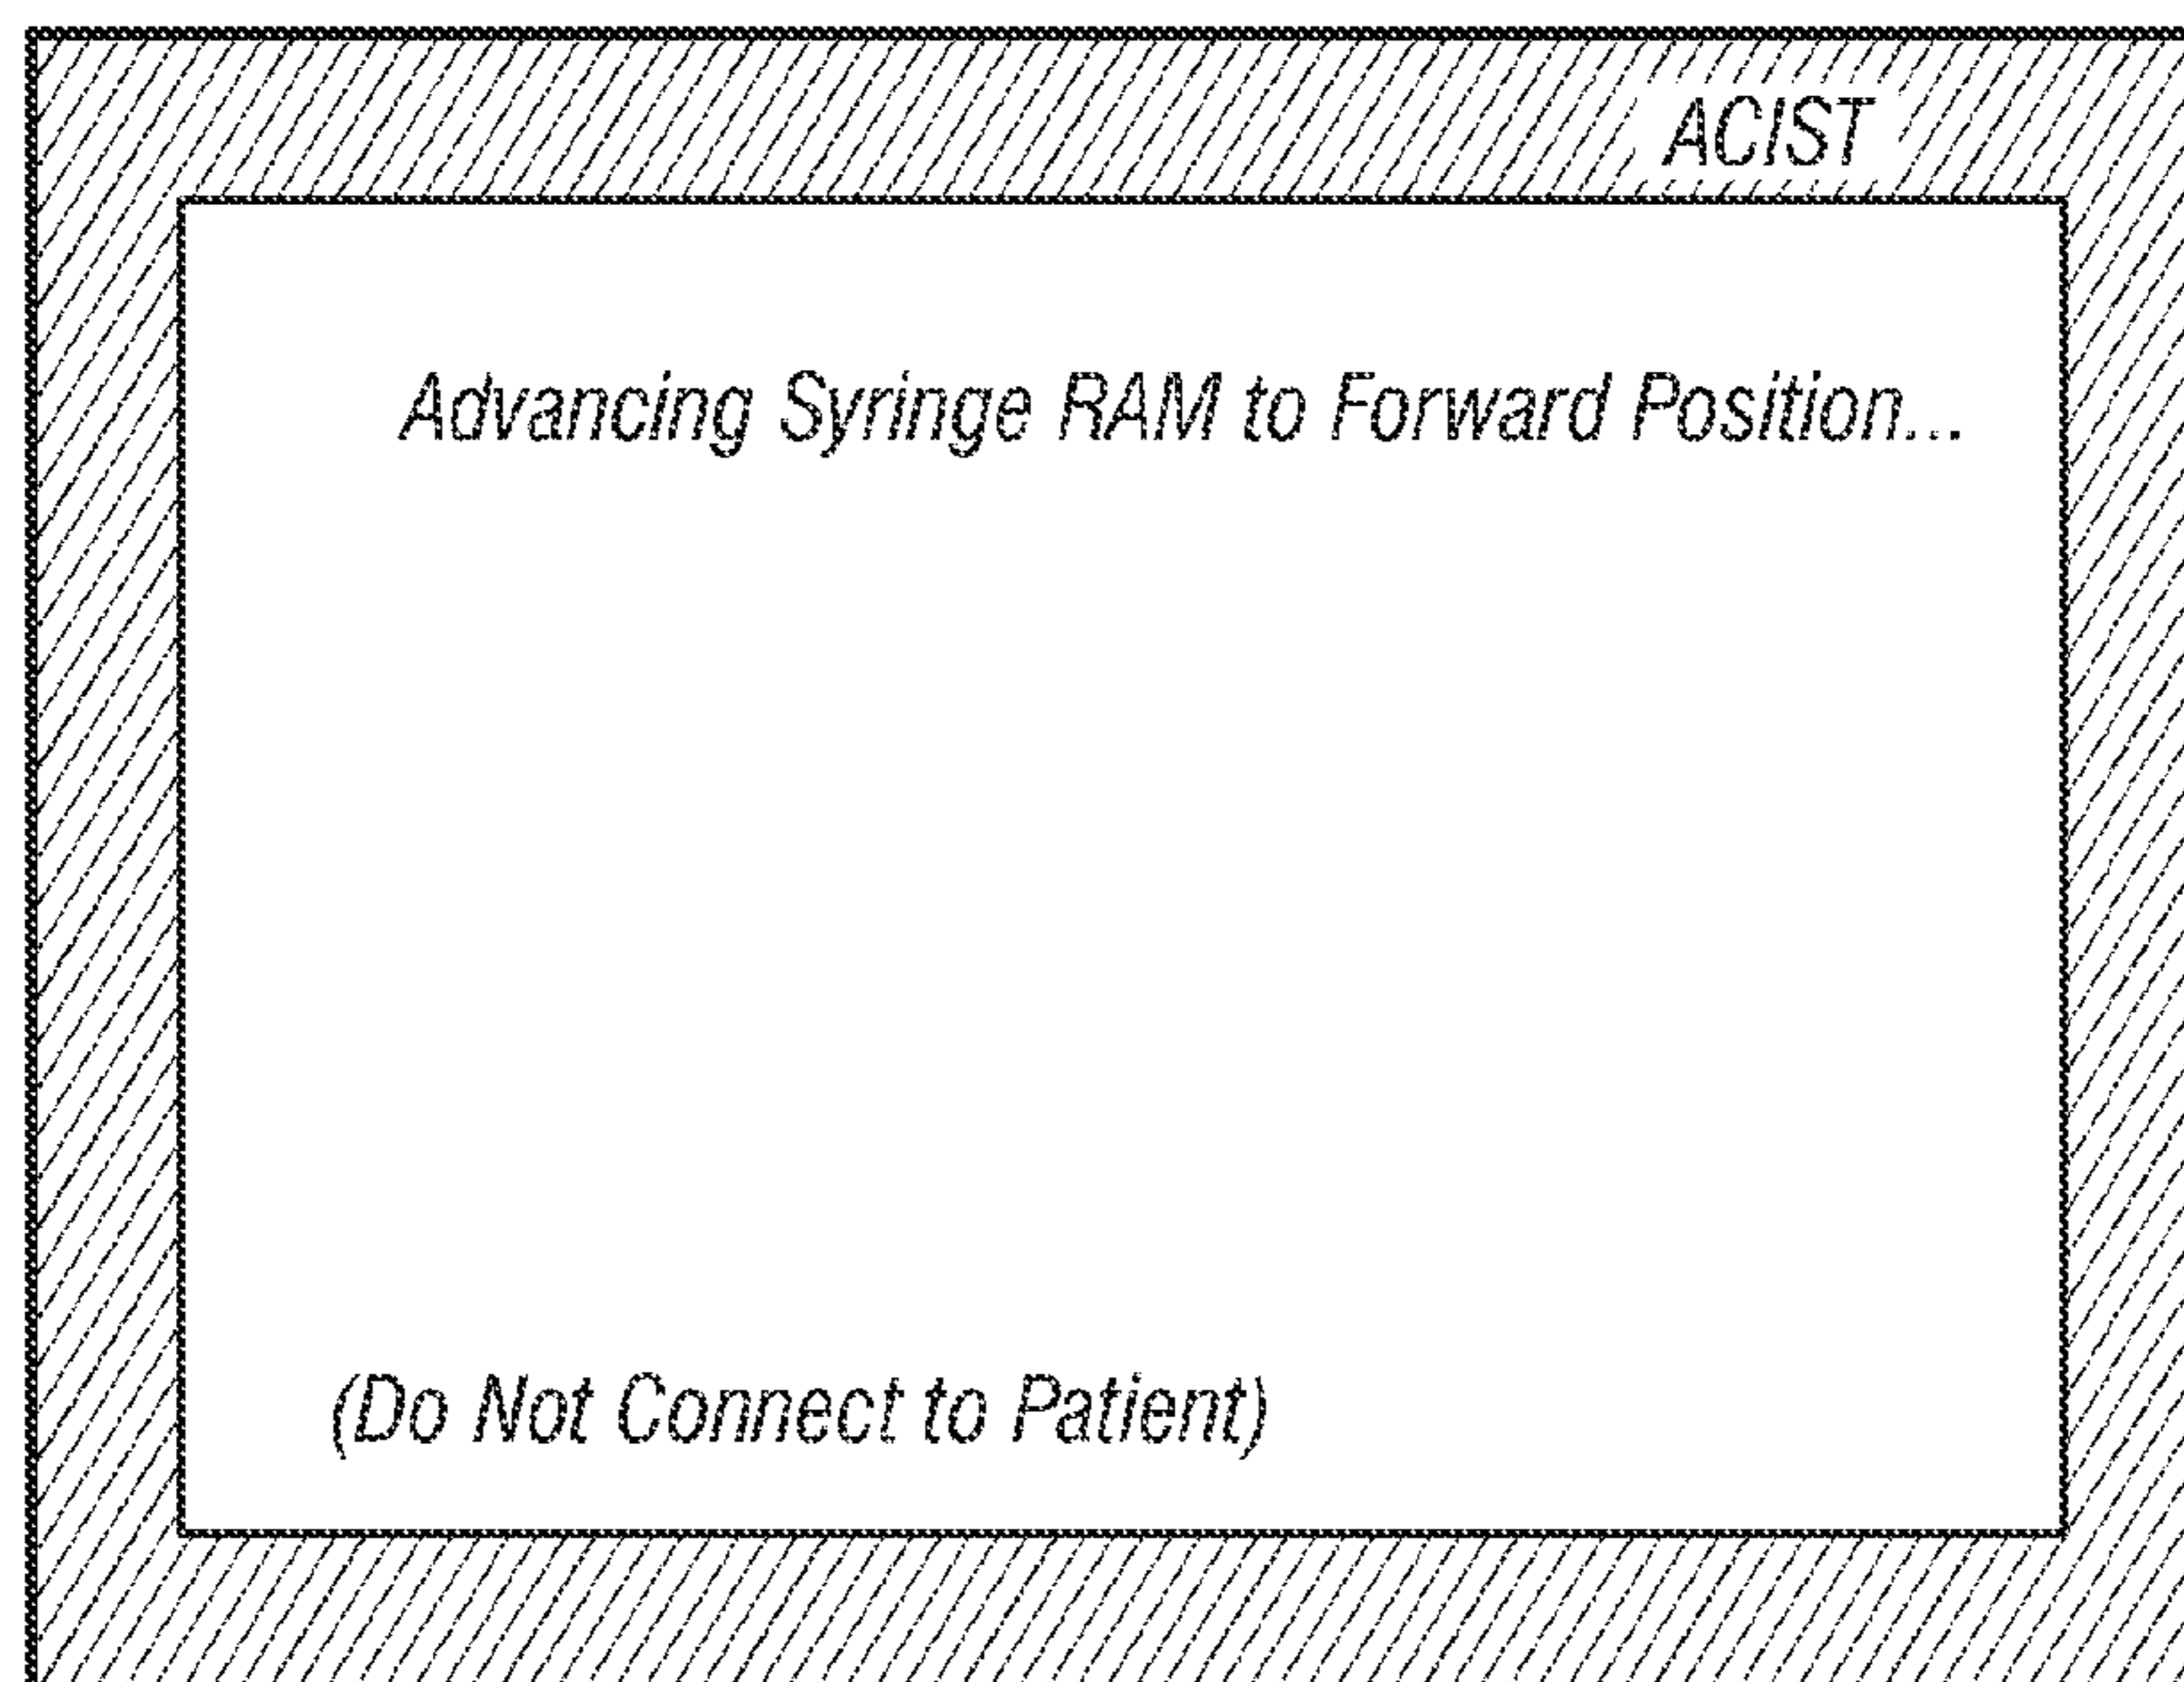 ACIST
Advancing Syringe RAM to Forward Position...
(Do Not Connect to Patient)